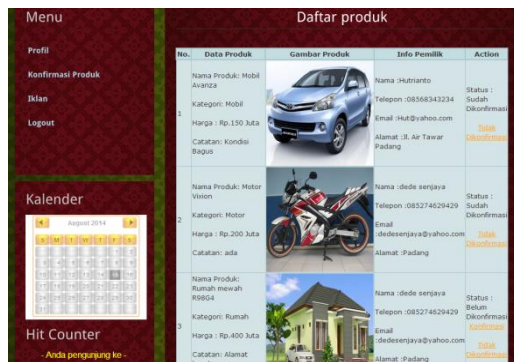 Menu
Profil
Konfirmasi Produk
Iklan
Logout
Kalender
August 2014
S M T W T F S
Hit Counter
- Anda pengunjung ke -
Daftar produk
No. Data Produk Gambar Produk Info Pemilik Action
1
Nama Produk: Mobil
Avanza
Kategori: Mobil
Harga : Rp.150 Juta
Catatan: Kondisi
Bagus
Nama :Hutrianto
Telepon :08568343234
Email :Hut@yahoo.com
Alamat :Jl. Air Tawar
Padang
Status :
Sudah
Dikonfirmasi
Tidak
Dikonfirmasi
2
Nama Produk: Motor
Vixion
Kategori: Motor
Harga : Rp.200 Juta
Catatan: ada
Nama :dede senjaya
Telepon :085274629429
Email
:dedesenjaya@yahoo.com
Alamat :Padang
Status :
Sudah
Dikonfirmasi
Tidak
Dikonfirmasi
3
Nama Produk:
Rumah mewah
R98G4
Kategori: Rumah
Harga : Rp.400 Juta
Catatan: Alamat
Nama :dede senjaya
Telepon :085274629429
Email
:dedesenjaya@yahoo.com
Alamat :Padang
Status :
Belum
Dikonfirmasi
Konfirmasi
Tidak
Dikonfirmasi